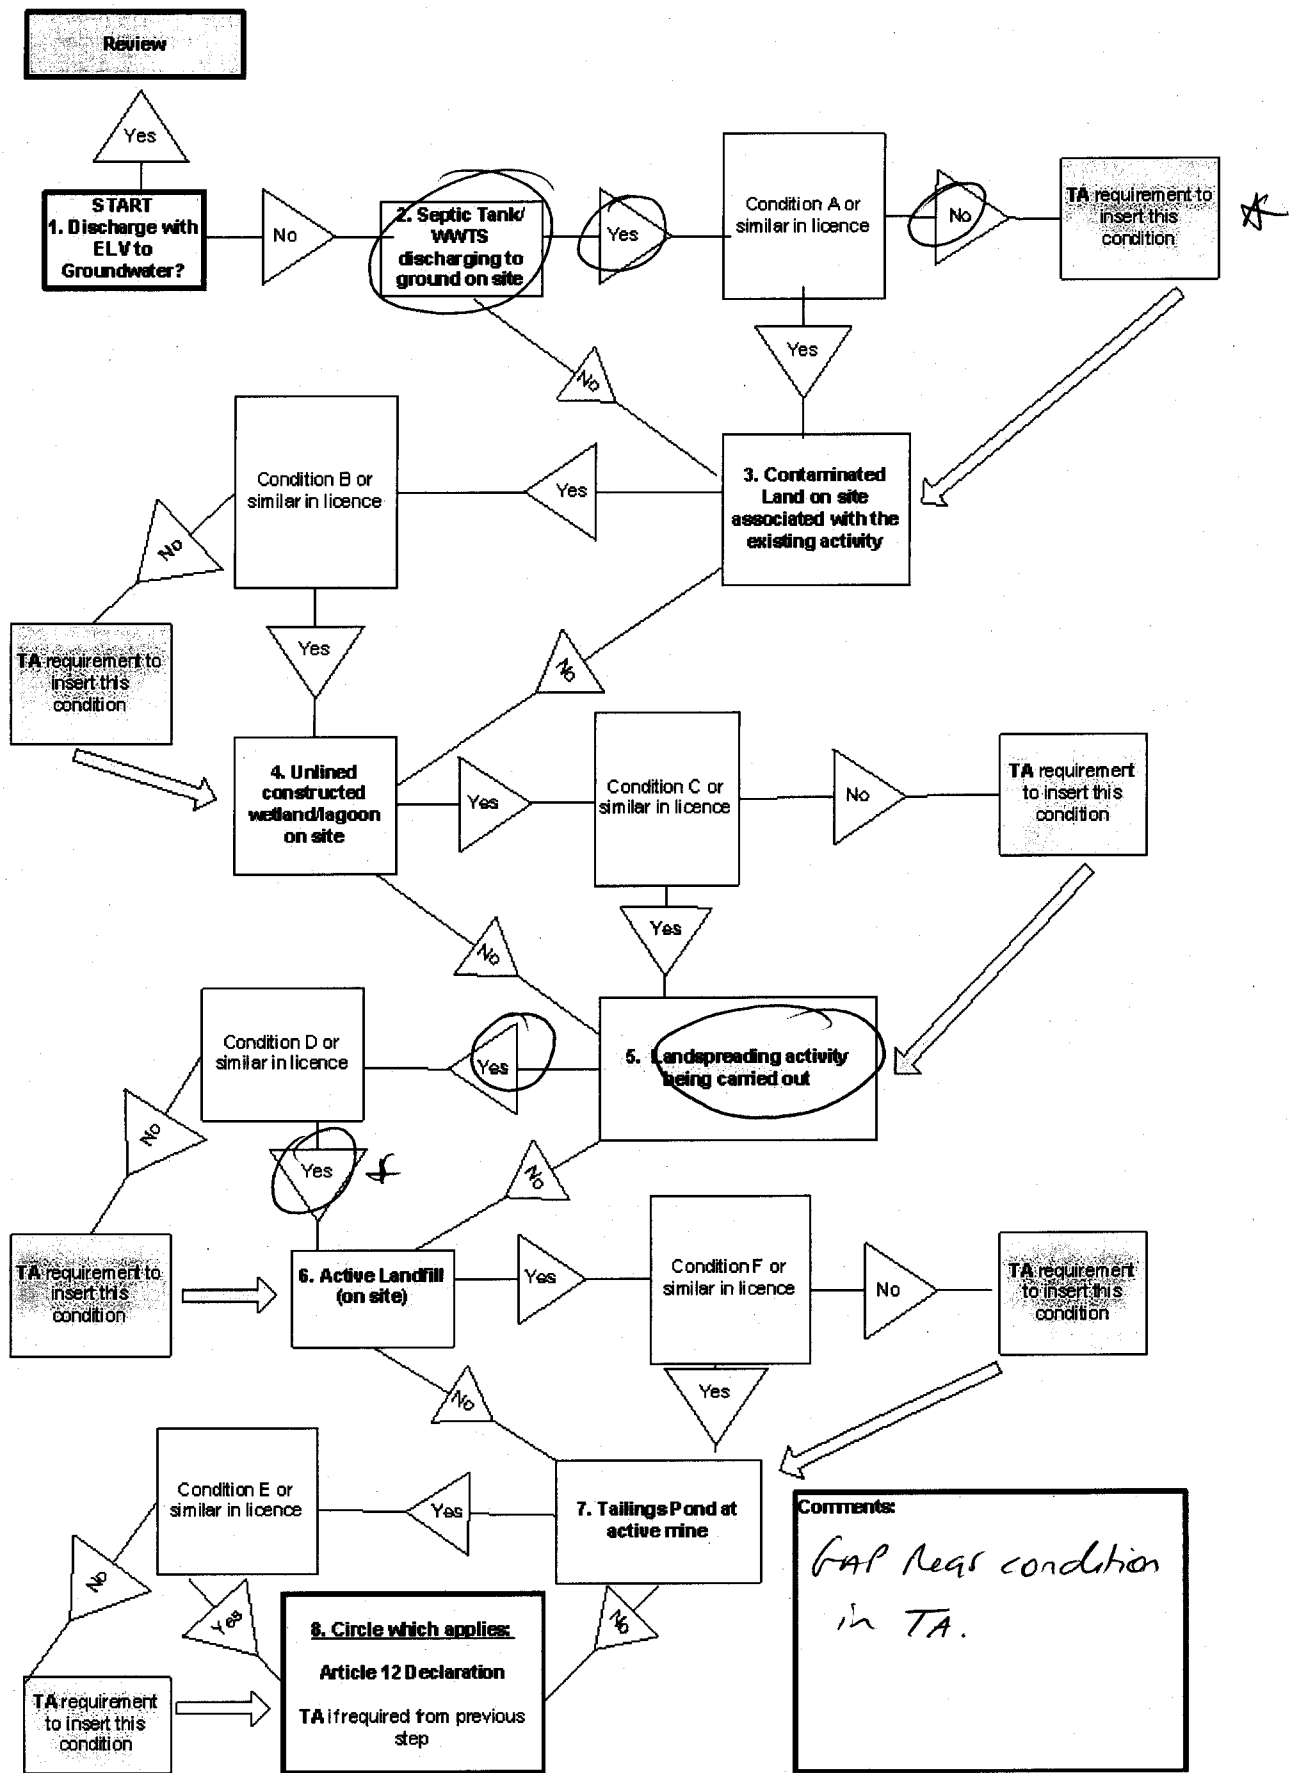 Review
Yes
START
1. Discharge with
ELV to
Groundwater?
No
2. Septic Tank/
WWTS
discharging to
ground on site
Yes
Condition A or
similar in licence
No
TA requirement to
insert this
condition
Yes
No
3. Contaminated
Land on site
associated with the
existing activity
Yes
Condition B or
similar in licence
No
TA requirement to
insert this
condition
Yes
No
4. Unlined
constructed
wetland/lagoon
on site
Yes
Condition C or
similar in licence
No
TA requirement
to insert this
condition
Yes
No
5. Landspreading activity
being carried out
Yes
Condition D or
similar in licence
No
TA requirement to
insert this
condition
Yes
No
6. Active Landfill
(on site)
Yes
Condition F or
similar in licence
No
TA requirement
to insert this
condition
Yes
No
7. Tailings Pond at
active mine
Yes
Condition E or
similar in licence
No
TA requirement
to insert this
condition
Yes
No
8. Circle which applies:
Article 12 Declaration
TA if required from previous
step
Comments:
GAP Regs condition
in TA.